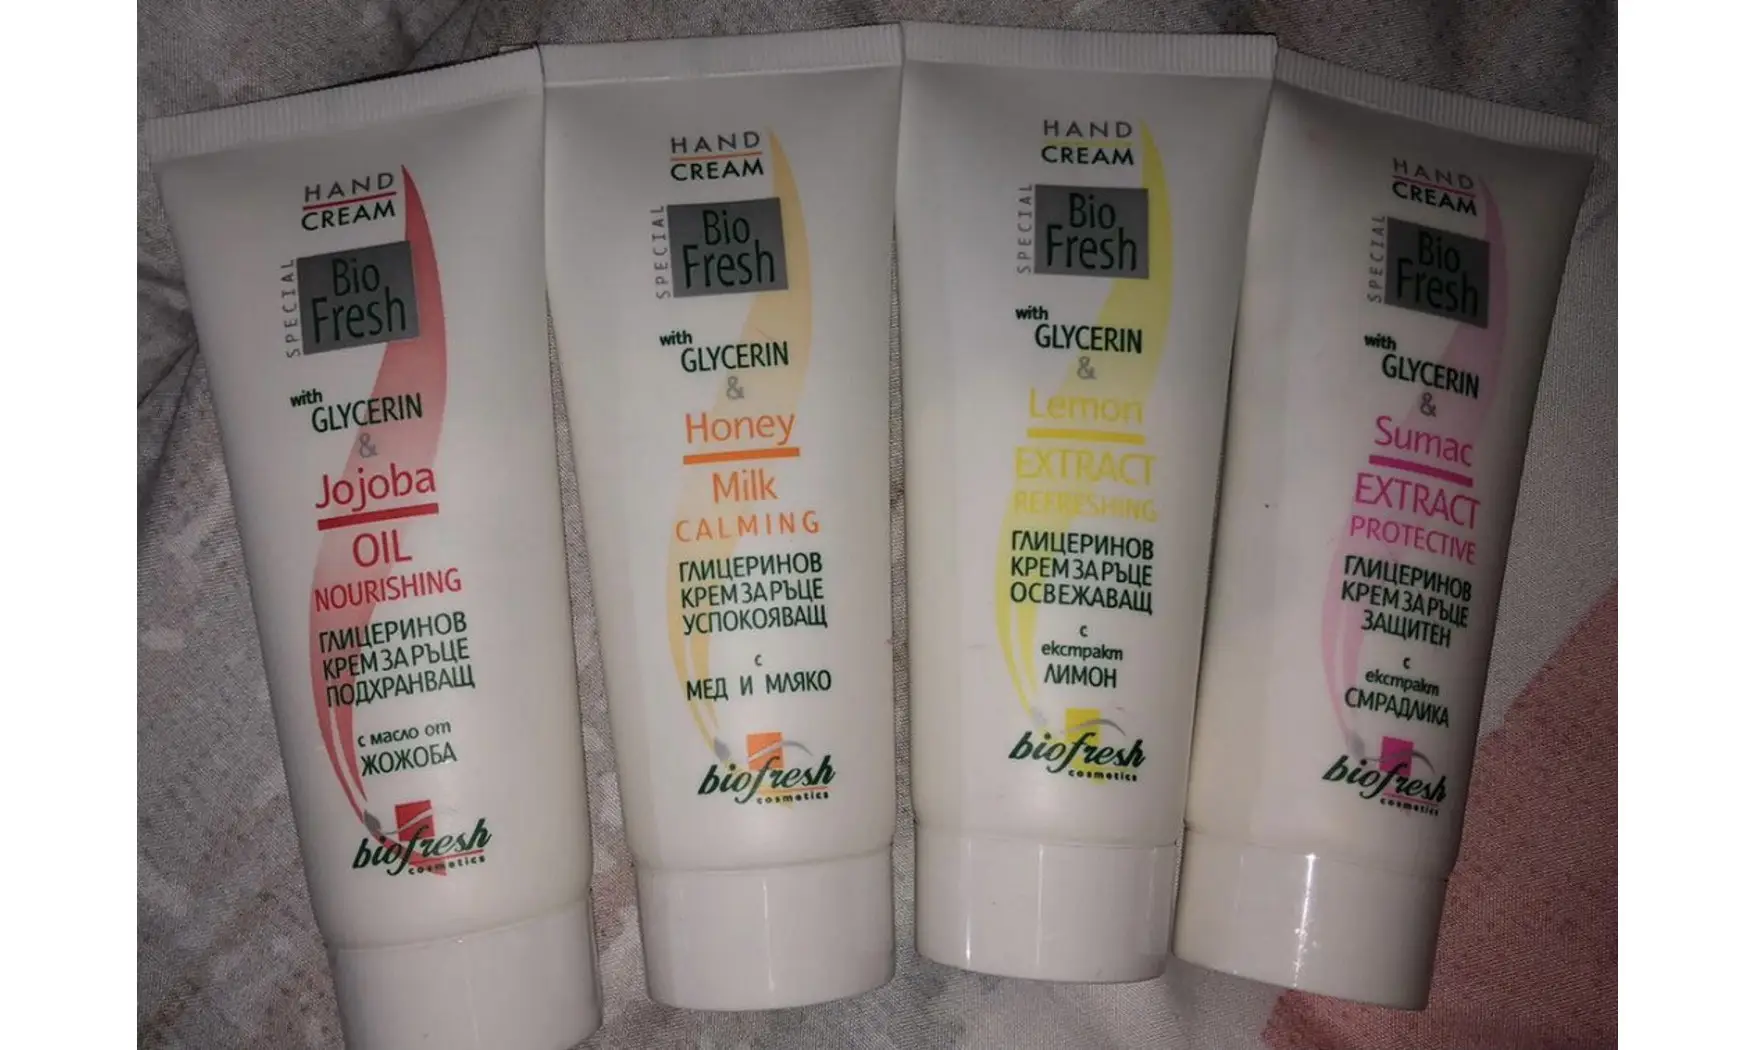 HAND
CREAM
SPECIAL
Bio
Fresh
with
GLYCERIN
&
Jojoba
OIL
NOURISHING
ГЛИЦЕРИНОВ
КРЕМ ЗА РЪЦЕ
ПОДХРАНВАЩ
с масло от
ЖОЖОБА
biofresh
cosmetics
HAND
CREAM
SPECIAL
Bio
Fresh
with
GLYCERIN
&
Honey
Milk
CALMING
ГЛИЦЕРИНОВ
КРЕМ ЗА РЪЦЕ
УСПОКОЯВАЩ
с
МЕД И МЛЯКО
biofresh
cosmetics
HAND
CREAM
SPECIAL
Bio
Fresh
with
GLYCERIN
&
Lemon
EXTRACT
REFRESHING
ГЛИЦЕРИНОВ
КРЕМ ЗА РЪЦЕ
ОСВЕЖАВАЩ
с
екстракт
ЛИМОН
biofresh
cosmetics
HAND
CREAM
SPECIAL
Bio
Fresh
with
GLYCERIN
&
Sumac
EXTRACT
PROTECTIVE
ГЛИЦЕРИНОВ
КРЕМ ЗА РЪЦЕ
ЗАЩИТЕН
с
екстракт
СМРАДЛИКА
biofresh
cosmetics